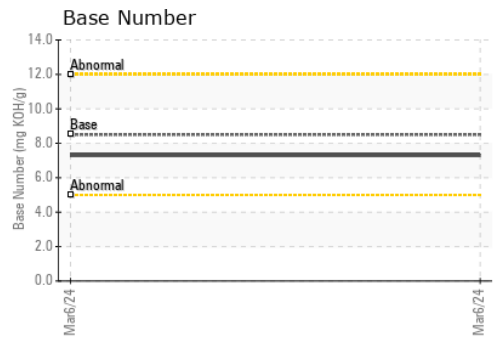 Base Number
14.0
12.0
10.0
8.0
6.0
4.0
2.0
0.0
Base Number (mg KOH/g)
Abnormal
Base
Abnormal
Mar6/24
Mar6/24